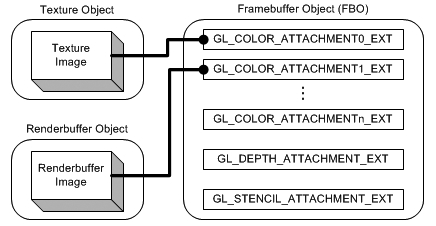 Texture Object
Framebuffer Object (FBO)
Texture
Image
GL_COLOR_ATTACHMENT0_EXT
GL_COLOR_ATTACHMENT1_EXT
⋮
Renderbuffer Object
GL_COLOR_ATTACHMENTn_EXT
Renderbuffer
Image
GL_DEPTH_ATTACHMENT_EXT
GL_STENCIL_ATTACHMENT_EXT